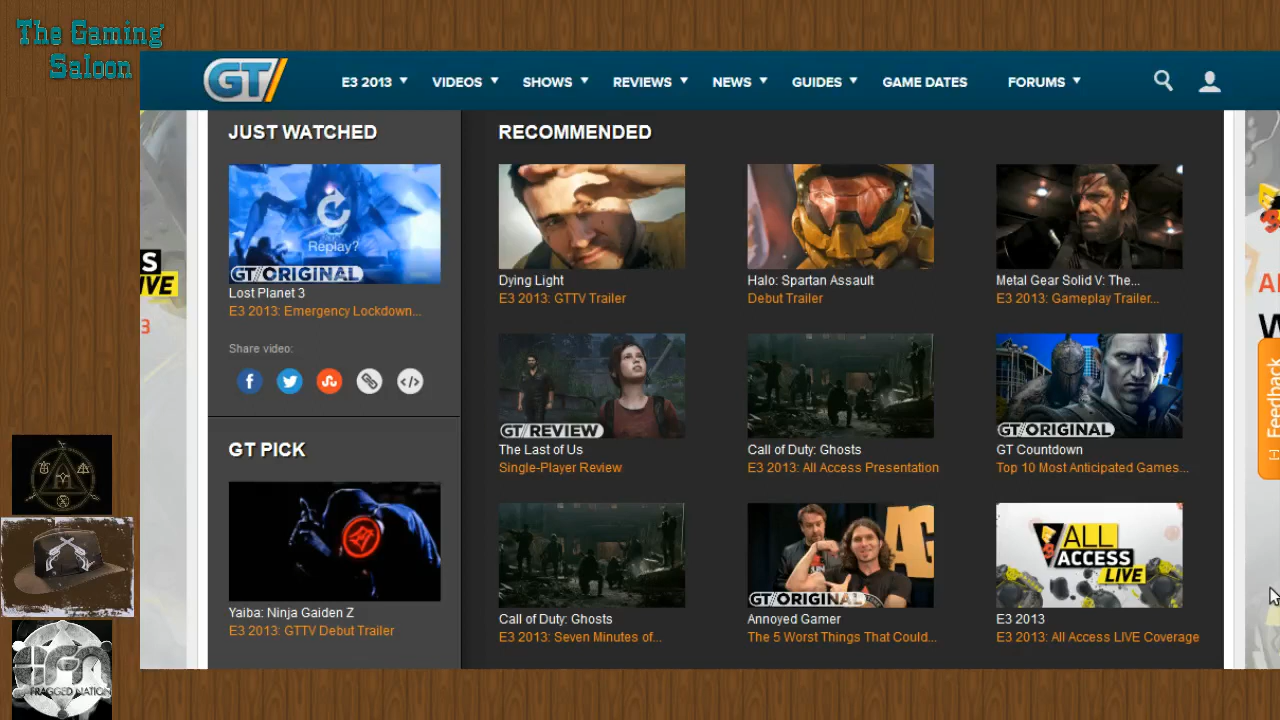 The Gaming
Saloon
GT
E3 2013
VIDEOS
SHOWS
REVIEWS
NEWS
GUIDES
GAME DATES
FORUMS
JUST WATCHED
Replay?
GT/ORIGINAL
Lost Planet 3
E3 2013: Emergency Lockdown...
Share video:
GT PICK
Yaiba: Ninja Gaiden Z
E3 2013: GTTV Debut Trailer
RECOMMENDED
Dying Light
E3 2013: GTTV Trailer
Halo: Spartan Assault
Debut Trailer
Metal Gear Solid V: The...
E3 2013: Gameplay Trailer...
GT/REVIEW
The Last of Us
Single-Player Review
Call of Duty: Ghosts
E3 2013: All Access Presentation
GT/ORIGINAL
GT Countdown
Top 10 Most Anticipated Games...
Call of Duty: Ghosts
E3 2013: Seven Minutes of...
AG
GT/ORIGINAL
Annoyed Gamer
The 5 Worst Things That Could...
E3
ALL
ACCESS
LIVE
E3 2013
E3 2013: All Access LIVE Coverage
Feedback
FRAGGED NATION